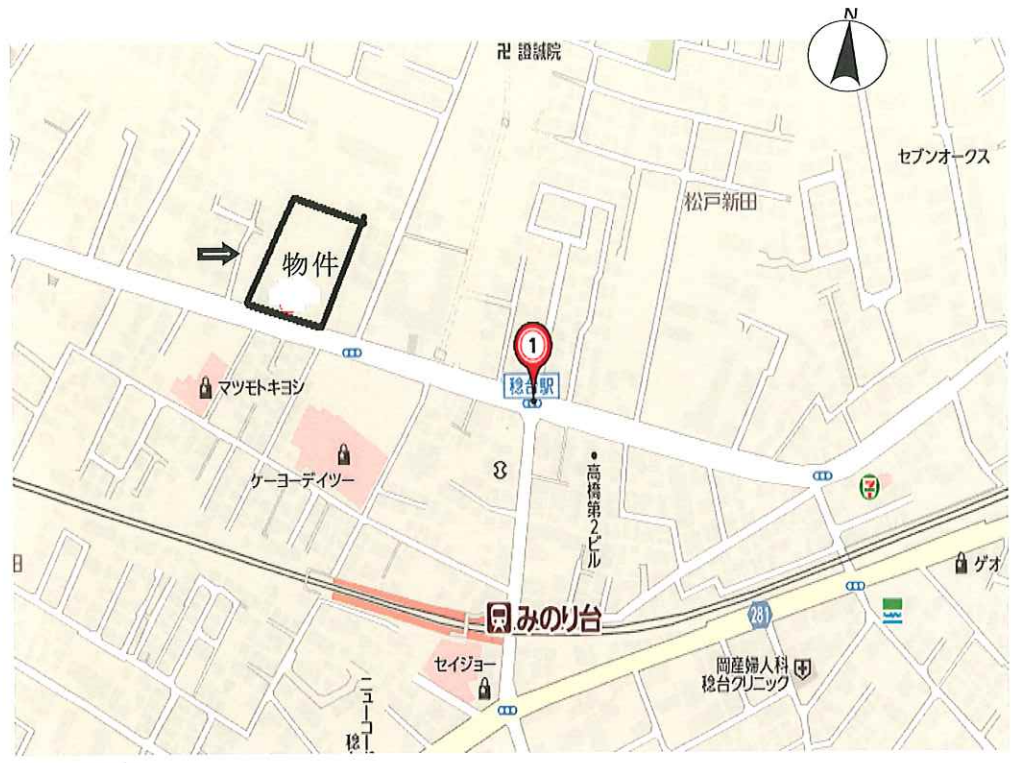 N
卍 證誠院
セブンオークス
松戸新田
物件
1
稔台駅
マツモトキヨシ
ケーヨーデイツー
高橋第2ビル
7
田
ゲオ
みのり台
281
セイジョー
岡産婦人科
稔台クリニック
ニューコー
稔